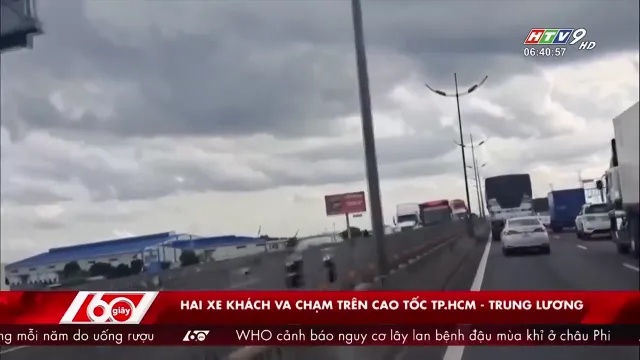 HTV9 HD
06:40:57
60 giây
HAI XE KHÁCH VA CHẠM TRÊN CAO TỐC TP.HCM - TRUNG LƯƠNG
ng mỗi năm do uống rượu WHO cảnh báo nguy cơ lây lan bệnh đậu mùa khỉ ở châu Phi